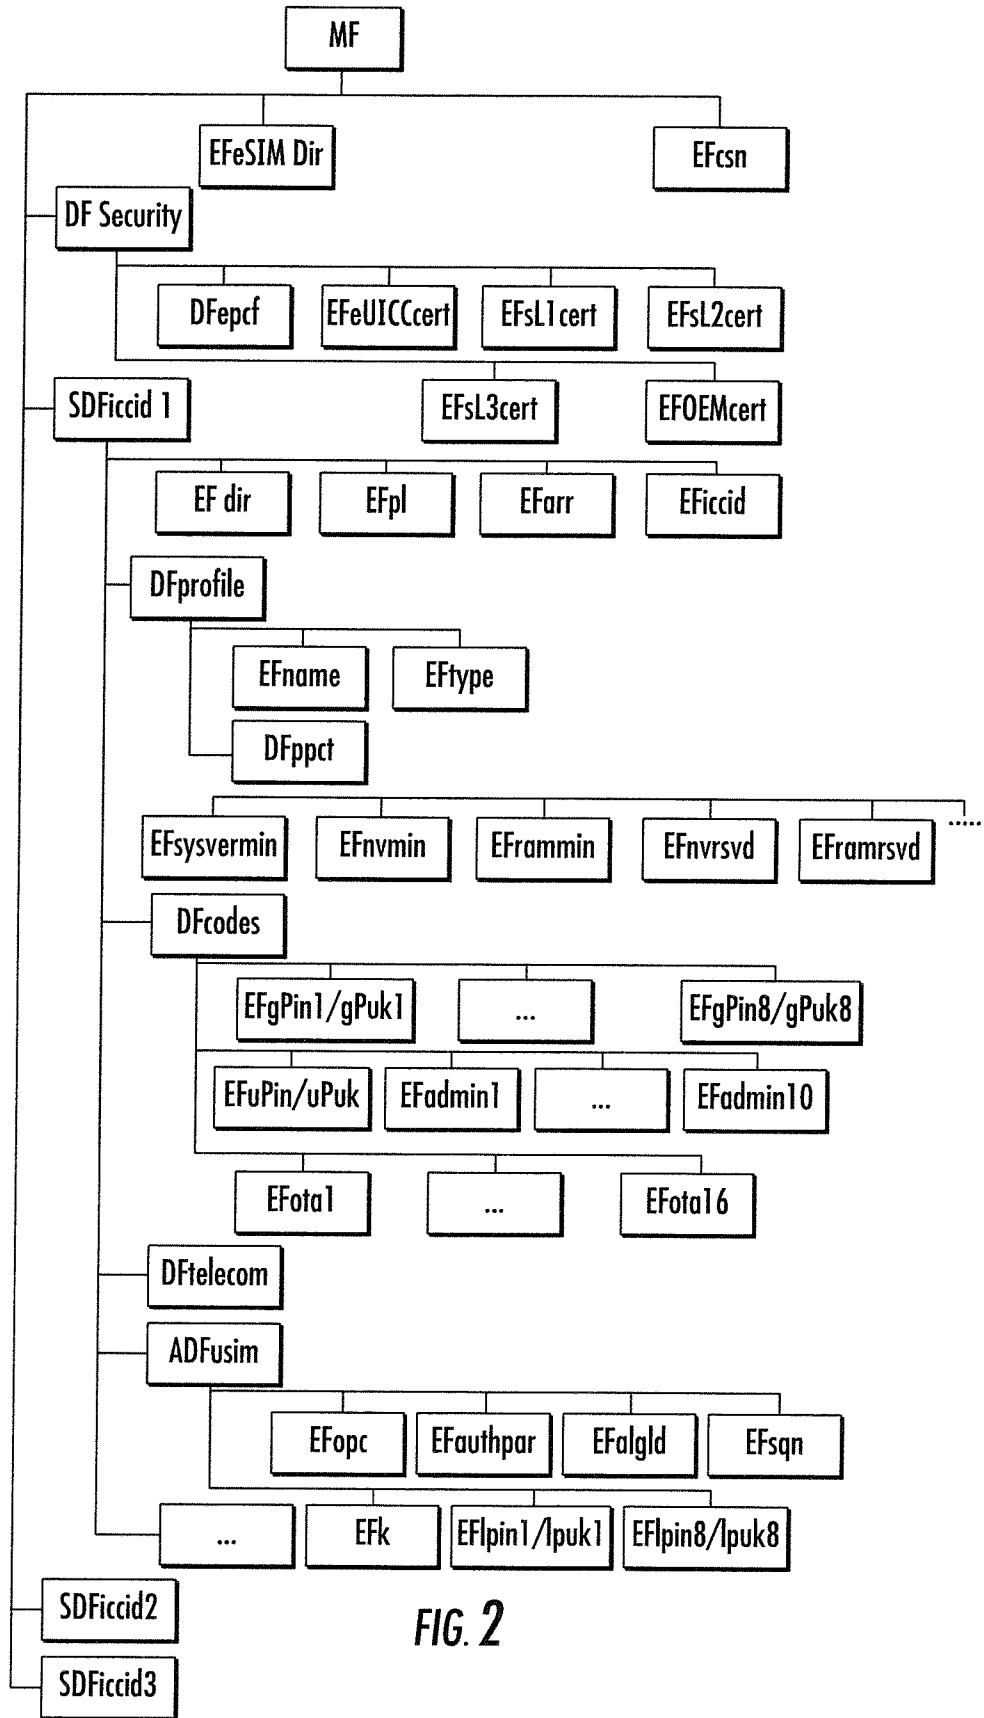 MF
EFeSIM Dir
EFcsn
DF Security
DFepcf
EFeUICCcert
EFsL1cert
EFsL2cert
EFsL3cert
EFOEMcert
SDFiccid 1
EF dir
EFpl
EFarr
EFiccid
DFprofile
EFname
EFtype
DFppct
.....
EFsysvermin
EFnvmin
EFrammin
EFnvrsvd
EFramrsvd
DFcodes
EFgPin1/gPuk1
...
EFgPin8/gPuk8
EFuPin/uPuk
EFadmin1
...
EFadmin10
EFota1
...
EFota16
DFtelecom
ADFusim
EFopc
EFauthpar
EFalgld
EFsqn
...
EFk
EFlpin1/lpuk1
EFlpin8/lpuk8
SDFiccid2
SDFiccid3
FIG. 2